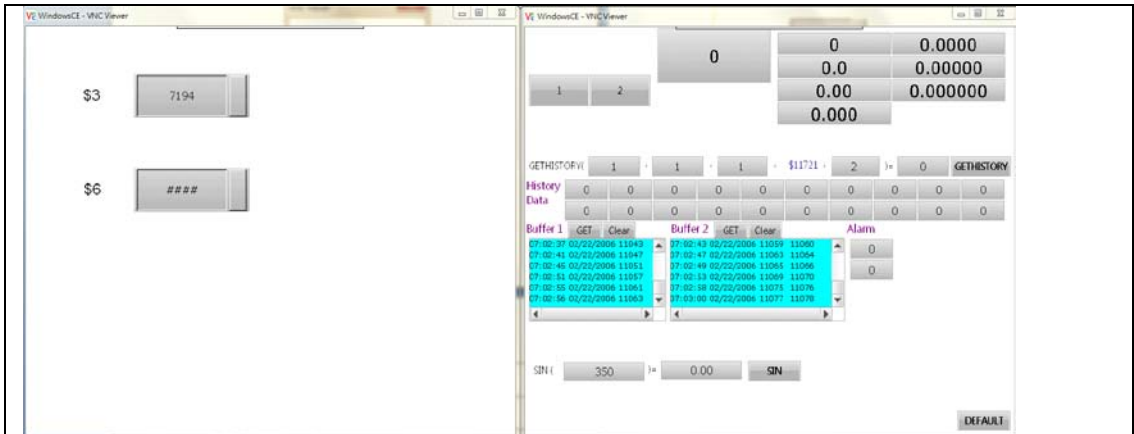 WindowsCE - VNC Viewer
$3 7194
$6 ####
WindowsCE - VNC Viewer
0 0 0.0000
0.0 0.00000
1 2 0.00 0.000000
0.000
GETHISTORY( 1 , 1 , 1 , $11721 , 2 )= 0 GETHISTORY
History Data
0 0 0 0 0 0 0 0 0 0
0 0 0 0 0 0 0 0 0 0
Buffer 1 GET Clear Buffer 2 GET Clear Alarm
07:02:37 02/22/2006 11043 07:02:43 02/22/2006 11059 11060 0
07:02:41 02/22/2006 11047 07:02:47 02/22/2006 11063 11064
07:02:45 02/22/2006 11051 07:02:49 02/22/2006 11065 11066 0
07:02:51 02/22/2006 11057 07:02:53 02/22/2006 11069 11070
07:02:55 02/22/2006 11061 07:02:58 02/22/2006 11075 11076
07:02:56 02/22/2006 11063 07:03:00 02/22/2006 11077 11078
SIN( 350 )= 0.00 SIN
DEFAULT